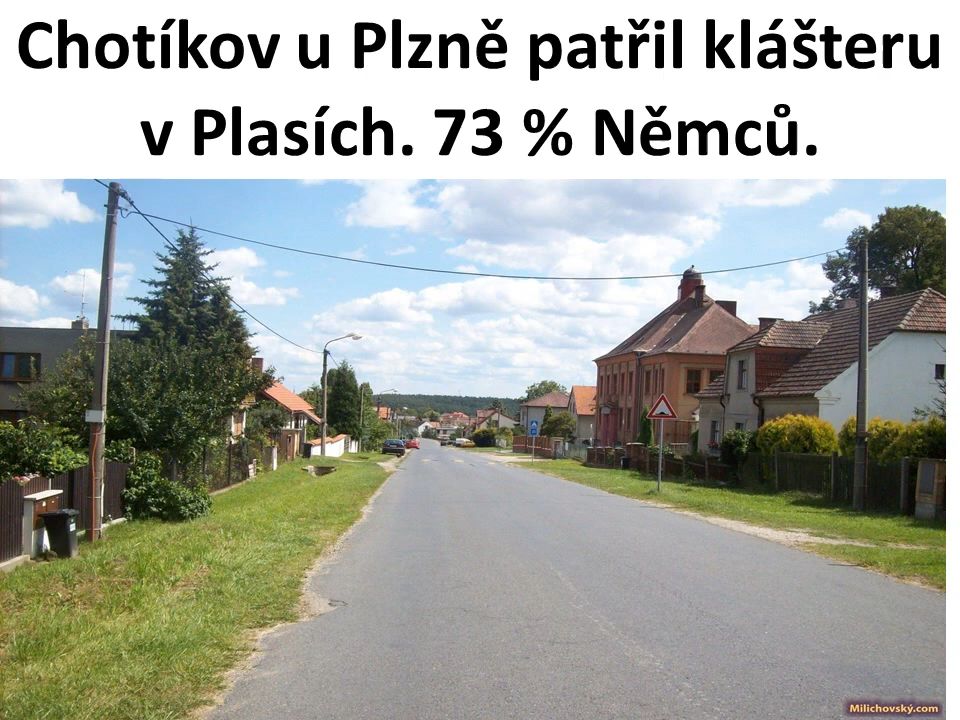 Chotíkov u Plzně patřil klášteru
v Plasích. 73 % Němců.
Milichovský.com